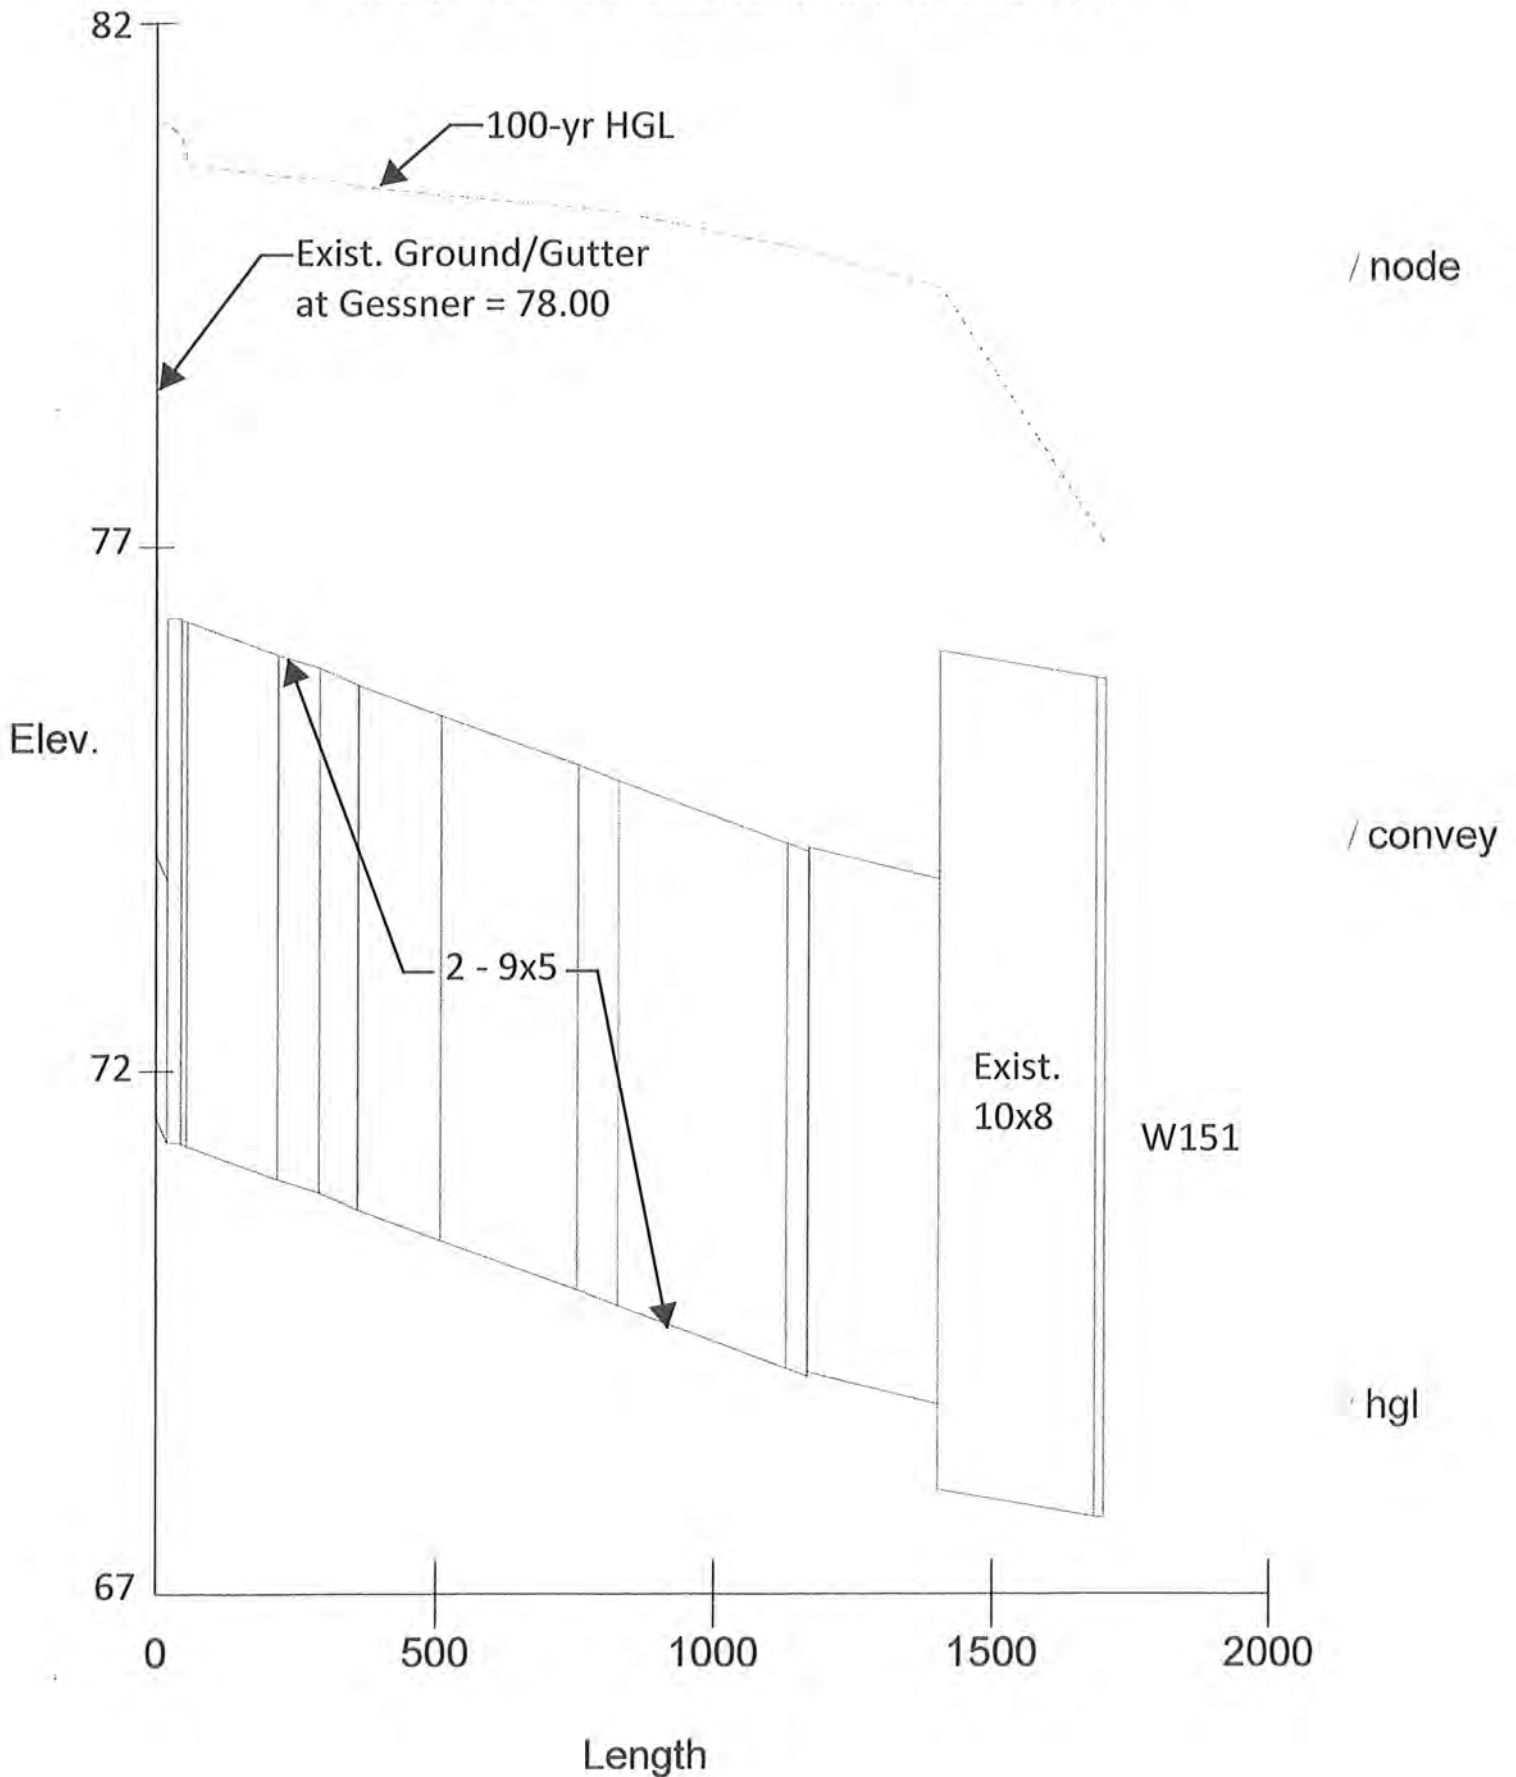 82
100-yr HGL
Exist. Ground/Gutter
at Gessner = 78.00
/ node
77
Elev.
/ convey
2 - 9x5
72
Exist.
10x8
W151
/ hgl
67
0 500 1000 1500 2000
Length